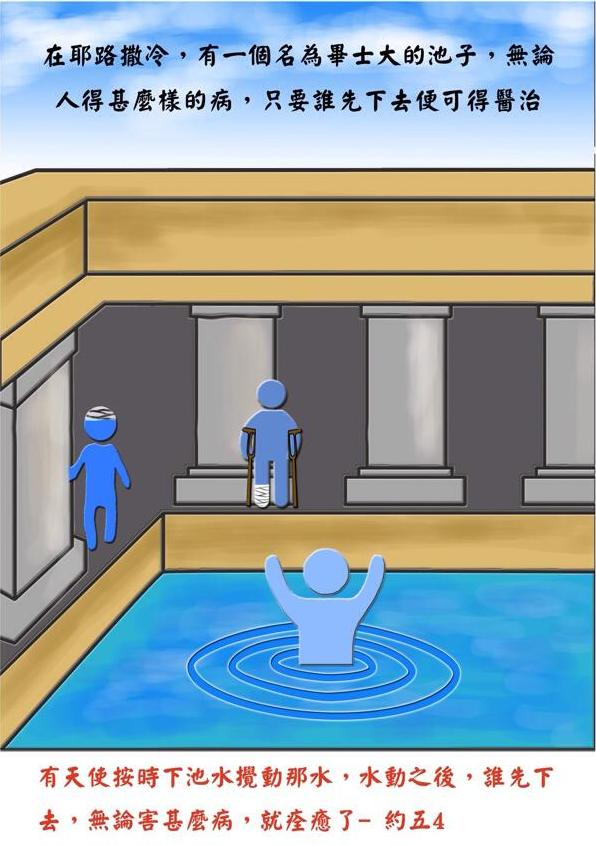 在耶路撒冷，有一個名為畢士大的池子，無論
人得甚麼樣的病，只要誰先下去便可得醫治
有天使按時下池水攪動那水，水動之後，誰先下
去，無論害甚麼病，就痊癒了- 約五4